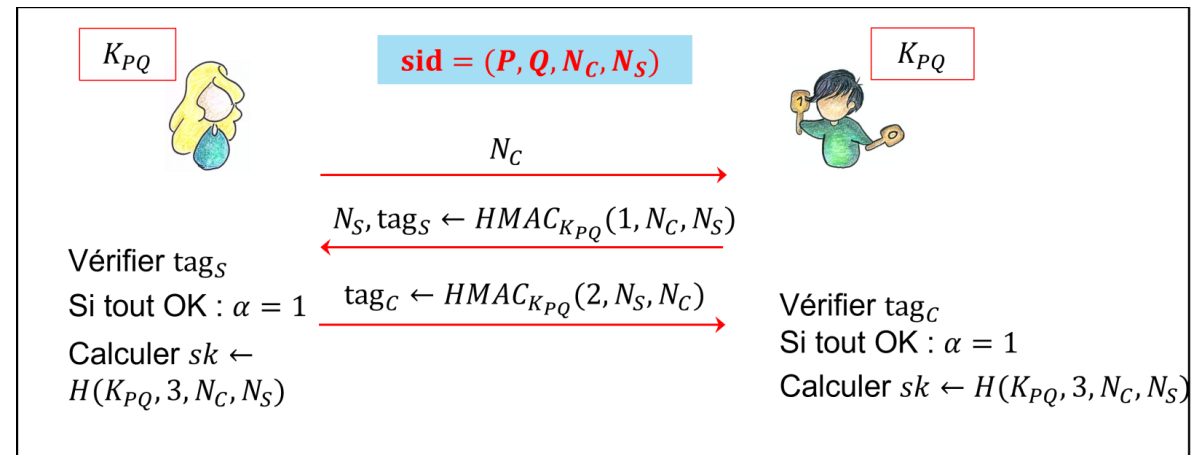 K_{PQ}
sid = (P, Q, N_C, N_S)
K_{PQ}
N_C
N_S, tag_S ← HMAC_{K_{PQ}}(1, N_C, N_S)
Vérifier tag_S
Si tout OK : α = 1
Calculer sk ←
H(K_{PQ}, 3, N_C, N_S)
tag_C ← HMAC_{K_{PQ}}(2, N_S, N_C)
Vérifier tag_C
Si tout OK : α = 1
Calculer sk ← H(K_{PQ}, 3, N_C, N_S)